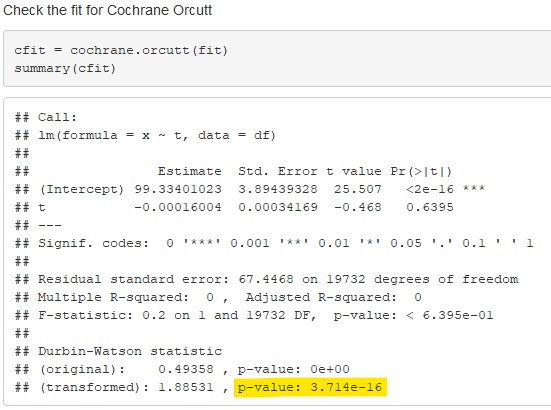 Check the fit for Cochrane Orcutt
cfit = cochrane.orcutt(fit)
summary(cfit)
## Call:
## lm(formula = x ~ t, data = df)
##
##                 Estimate  Std. Error t value Pr(>|t|)
## (Intercept) 99.33401023  3.89439328  25.507   <2e-16 ***
## t           -0.00016004  0.00034169  -0.468   0.6395
## ---
## Signif. codes:  0 '***' 0.001 '**' 0.01 '*' 0.05 '.' 0.1 ' ' 1
##
## Residual standard error: 67.4468 on 19732 degrees of freedom
## Multiple R-squared:  0 ,  Adjusted R-squared:  0
## F-statistic: 0.2 on 1 and 19732 DF,  p-value: < 6.395e-01
##
## Durbin-Watson statistic
## (original):    0.49358 , p-value: 0e+00
## (transformed): 1.88531 , p-value: 3.714e-16